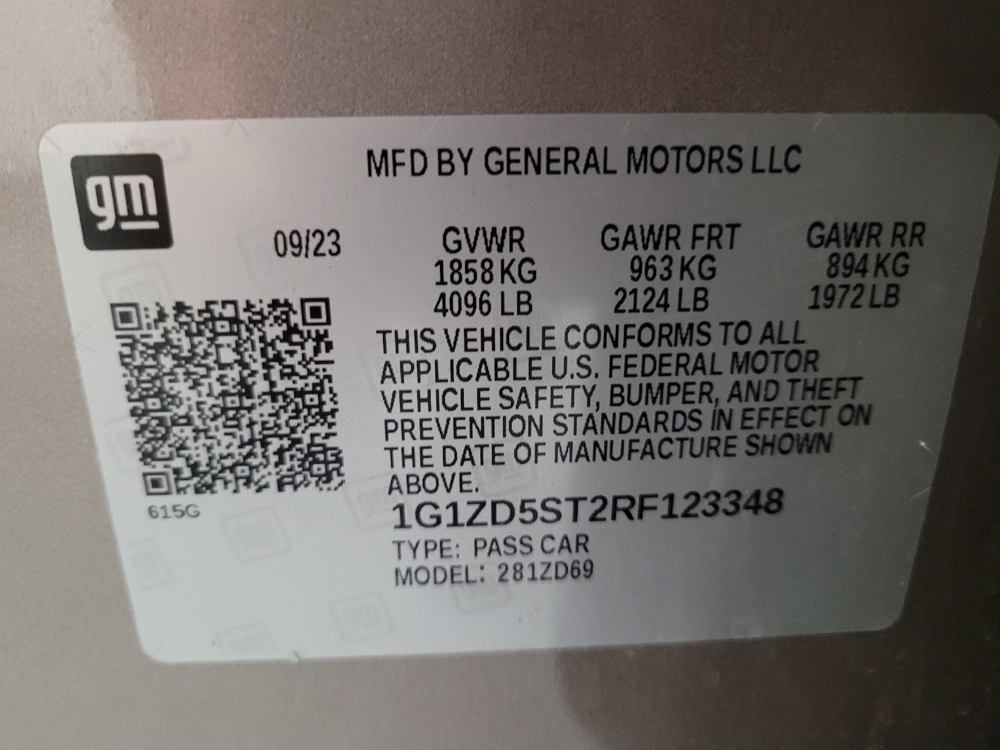 gm
MFD BY GENERAL MOTORS LLC
09/23 GVWR GAWR FRT GAWR RR
1858 KG 963 KG 894 KG
4096 LB 2124 LB 1972 LB
THIS VEHICLE CONFORMS TO ALL
APPLICABLE U.S. FEDERAL MOTOR
VEHICLE SAFETY, BUMPER, AND THEFT
PREVENTION STANDARDS IN EFFECT ON
THE DATE OF MANUFACTURE SHOWN
ABOVE.
615G
1G1ZD5ST2RF123348
TYPE: PASS CAR
MODEL: 281ZD69